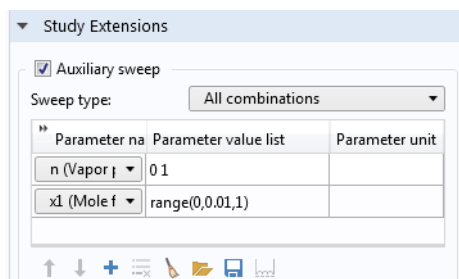 Study Extensions
Auxiliary sweep
Sweep type: All combinations
Parameter na Parameter value list Parameter unit
n (Vapor p 0 1
x1 (Mole f range(0,0.01,1)